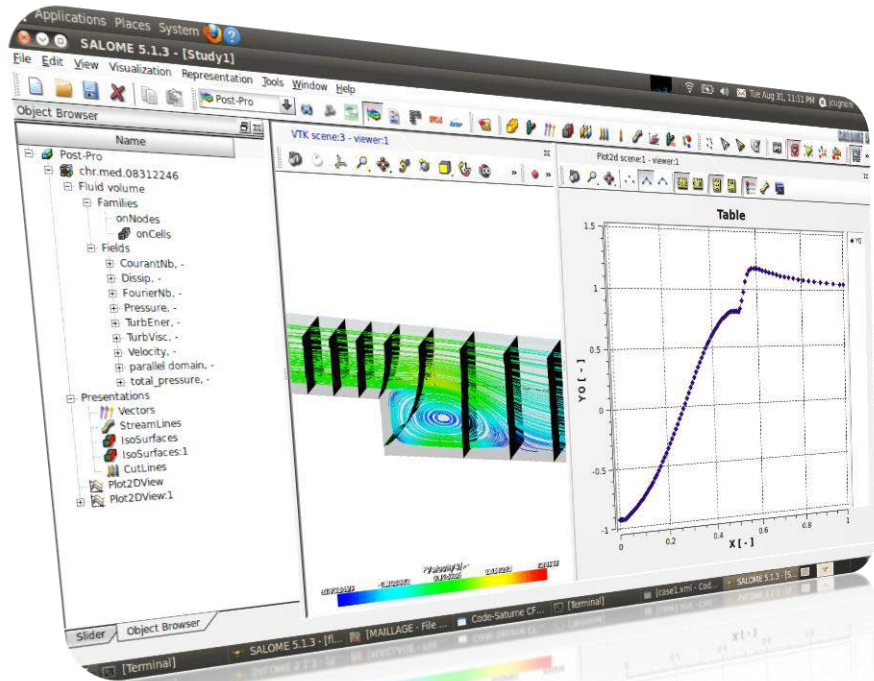 Applications Places System
Tue Aug 31, 11:11 PM jcugnoni
SALOME 5.1.3 - [Study1]
File Edit View Visualization Representation Tools Window Help
Post-Pro
Object Browser
Name
Post-Pro
chr.med.08312246
Fluid volume
Families
onNodes
onCells
Fields
CourantNb, -
Dissip, -
FourierNb, -
Pressure, -
TurbEner, -
TurbVisc, -
Velocity, -
parallel domain, -
total_pressure, -
Presentations
Vectors
StreamLines
IsoSurfaces
IsoSurfaces:1
CutLines
Plot2DView
Plot2DView:1
Slider Object Browser
VTK scene:3 - viewer:1
Plot2d scene:1 - viewer:1
Table
Y0
1.5
1
0.5
0
-0.5
-1
Y0 [ - ]
0 0.2 0.4 0.6 0.8 1
X [ - ]
[Terminal] SALOME 5.1.3 - [fl... [MAILLAGE - File ... Code-Saturne CF... [Terminal] [case1.xml - Cod... SALOME 5.1.3 - [S...